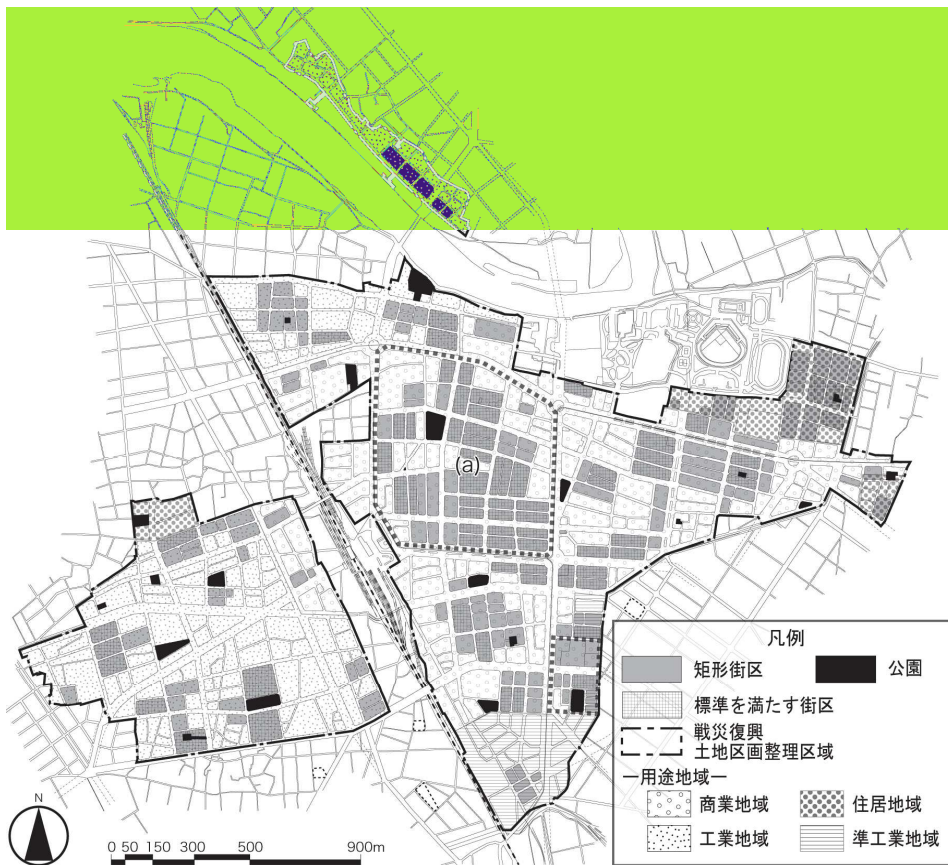 (a)
凡例
矩形街区
公園
標準を満たす街区
戦災復興
土地区画整理区域
ー用途地域ー
商業地域
住居地域
工業地域
準工業地域
N
0 50 150 300 500 900m